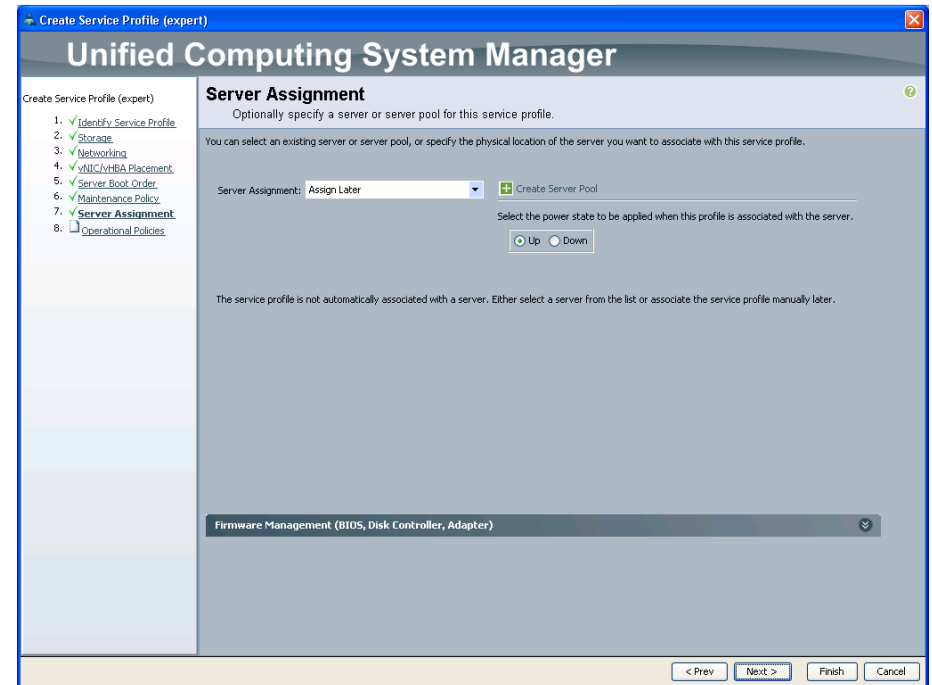 Create Service Profile (expert)
Unified Computing System Manager
Create Service Profile (expert)
1. √Identify Service Profile
2. √Storage
3. √Networking
4. √vNIC/vHBA Placement
5. √Server Boot Order
6. √Maintenance Policy
7. √Server Assignment
8. Operational Policies
Server Assignment
Optionally specify a server or server pool for this service profile.
You can select an existing server or server pool, or specify the physical location of the server you want to associate with this service profile.
Server Assignment: Assign Later
Create Server Pool
Select the power state to be applied when this profile is associated with the server.
Up Down
The service profile is not automatically associated with a server. Either select a server from the list or associate the service profile manually later.
Firmware Management (BIOS, Disk Controller, Adapter)
< Prev Next > Finish Cancel